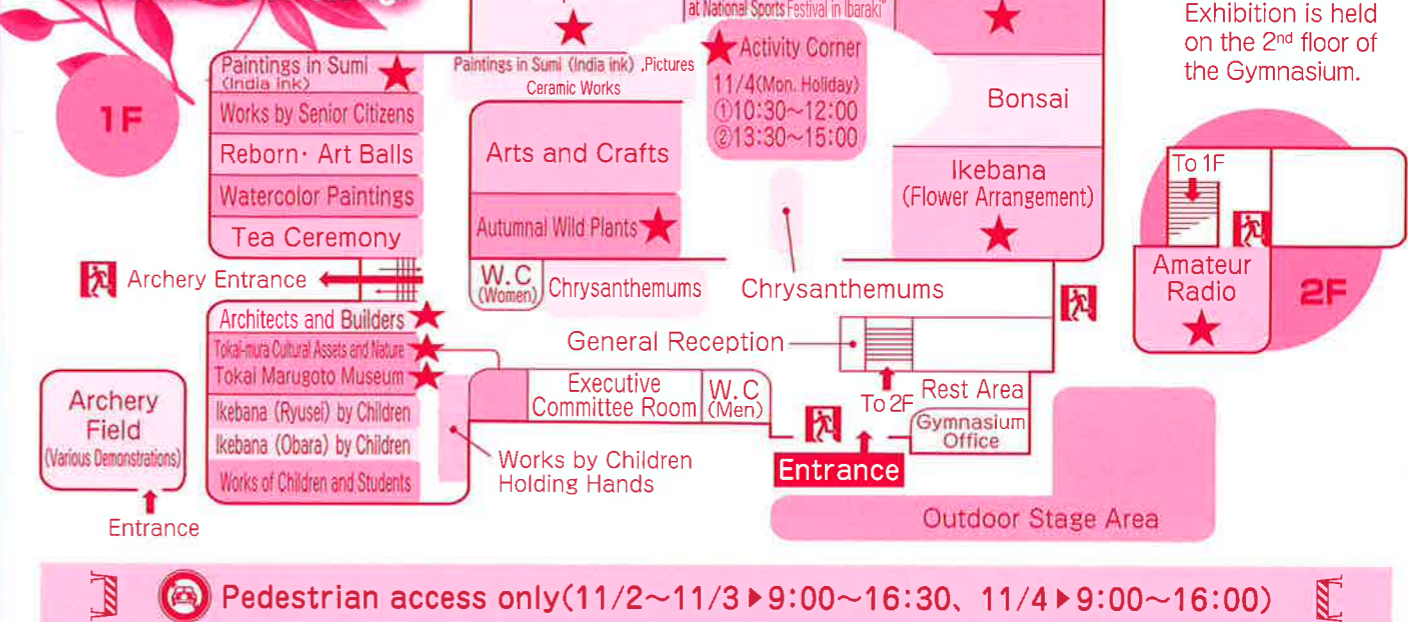 at National Sports Festival in Ibaraki"
Exhibition is held
on the 2nd floor of
the Gymnasium.
1F
Paintings in Sumi
(India ink)
Works by Senior Citizens
Reborn・Art Balls
Watercolor Paintings
Tea Ceremony
Paintings in Sumi (India ink) ,Pictures
Ceramic Works
Arts and Crafts
Autumnal Wild Plants
Activity Corner
11/4(Mon. Holiday)
①10:30~12:00
②13:30~15:00
Bonsai
Ikebana
(Flower Arrangement)
To 1F
Amateur
Radio
2F
Archery Entrance
W.C
(Women)
Chrysanthemums
Chrysanthemums
Architects and Builders
Tokai-mura Cultural Assets and Nature
Tokai Marugoto Museum
Ikebana (Ryusei) by Children
Ikebana (Obara) by Children
Works of Children and Students
General Reception
Executive
Committee Room
W.C
(Men)
To 2F
Rest Area
Gymnasium
Office
Archery
Field
(Various Demonstrations)
Entrance
Works by Children
Holding Hands
Entrance
Outdoor Stage Area
Pedestrian access only(11/2~11/3▶9:00~16:30、11/4▶9:00~16:00)